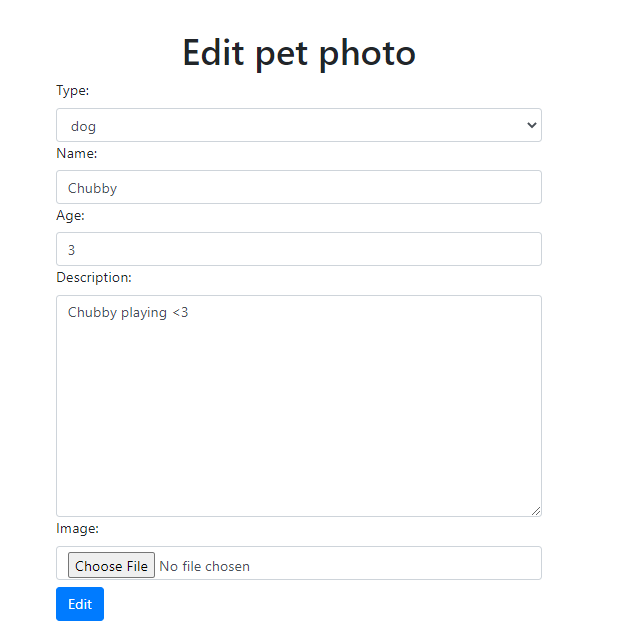 Edit pet photo
Type:
dog
Name:
Chubby
Age:
3
Description:
Chubby playing <3
Image:
Choose File No file chosen
Edit